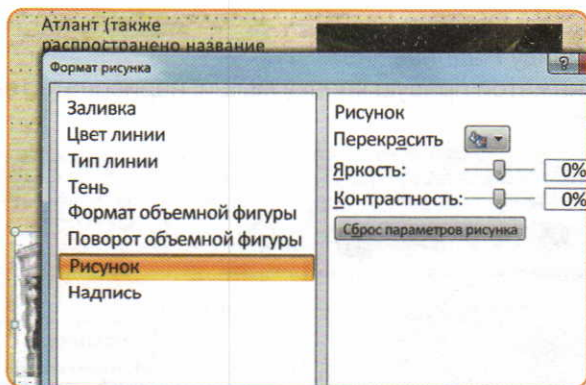 Атлант (также
распространено название
Формат рисунка
?
Заливка
Цвет линии
Тип линии
Тень
Формат объемной фигуры
Поворот объемной фигуры
Рисунок
Надпись
Рисунок
Перекрасить
Яркость: 0%
Контрастность: 0%
Сброс параметров рисунка